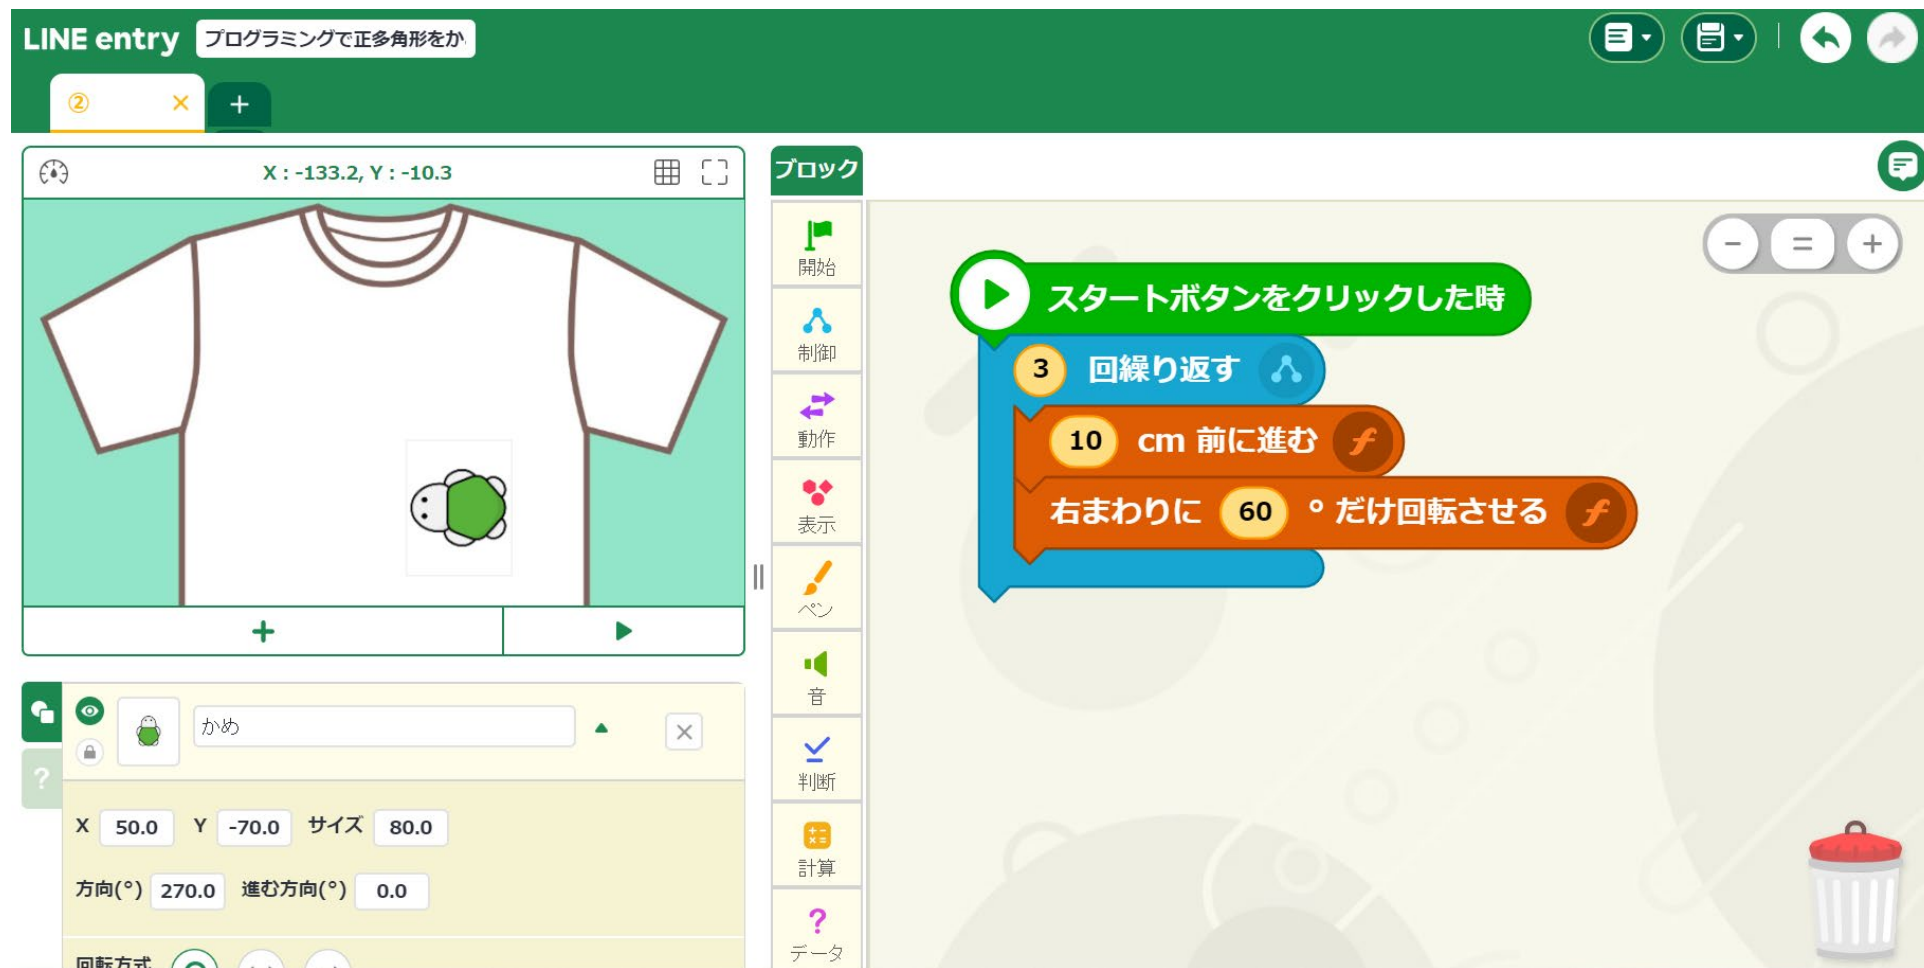 LINE entry
プログラミングで正多角形をか
②
X : -133.2, Y : -10.3
ブロック
開始
制御
動作
表示
ペン
音
判断
計算
?
データ
スタートボタンをクリックした時
3 回繰り返す
10 cm 前に進む
右まわりに 60 ° だけ回転させる
かめ
?
X 50.0 Y -70.0 サイズ 80.0
方向(°) 270.0 進む方向(°) 0.0
回転方式